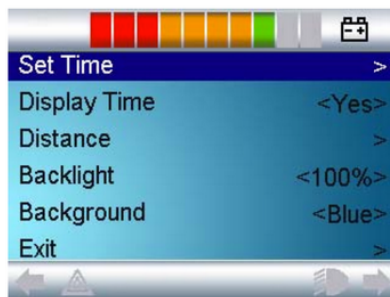 Set Time >
Display Time <Yes>
Distance >
Backlight <100%>
Background <Blue>
Exit >